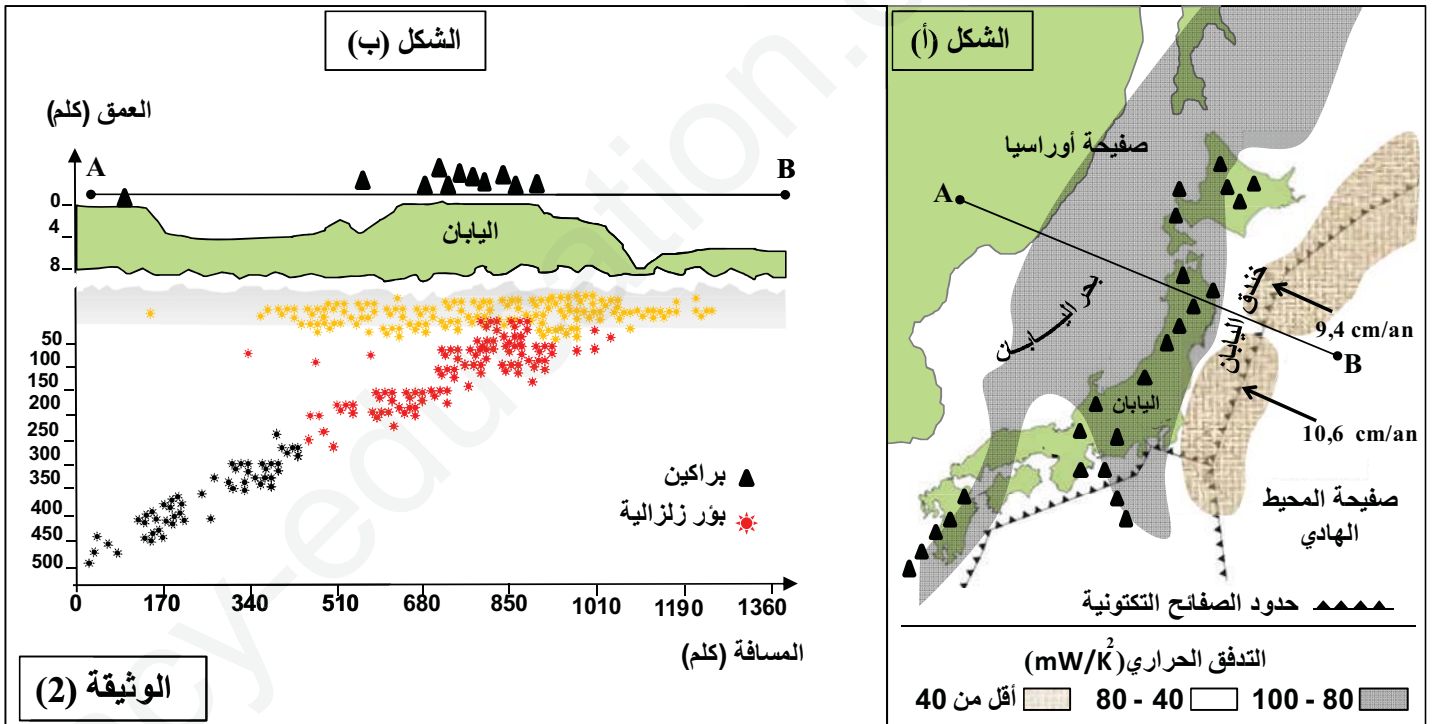 الشكل (أ)
صفيحة أوراسيا
A
بحر اليابان
خندق اليابان
9,4 cm/an
B
اليابان
10,6 cm/an
صفيحة المحيط
الهادي
حدود الصفائح التكتونية
التدفق الحراري (mW/K²)
80 - 100
40 - 80
أقل من 40
الشكل (ب)
العمق (كلم)
A
B
0
4
8
اليابان
50
100
150
200
250
300
350
400
450
500
براكين
بؤر زلزالية
0 170 340 510 680 850 1010 1190 1360
المسافة (كلم)
الوثيقة (2)